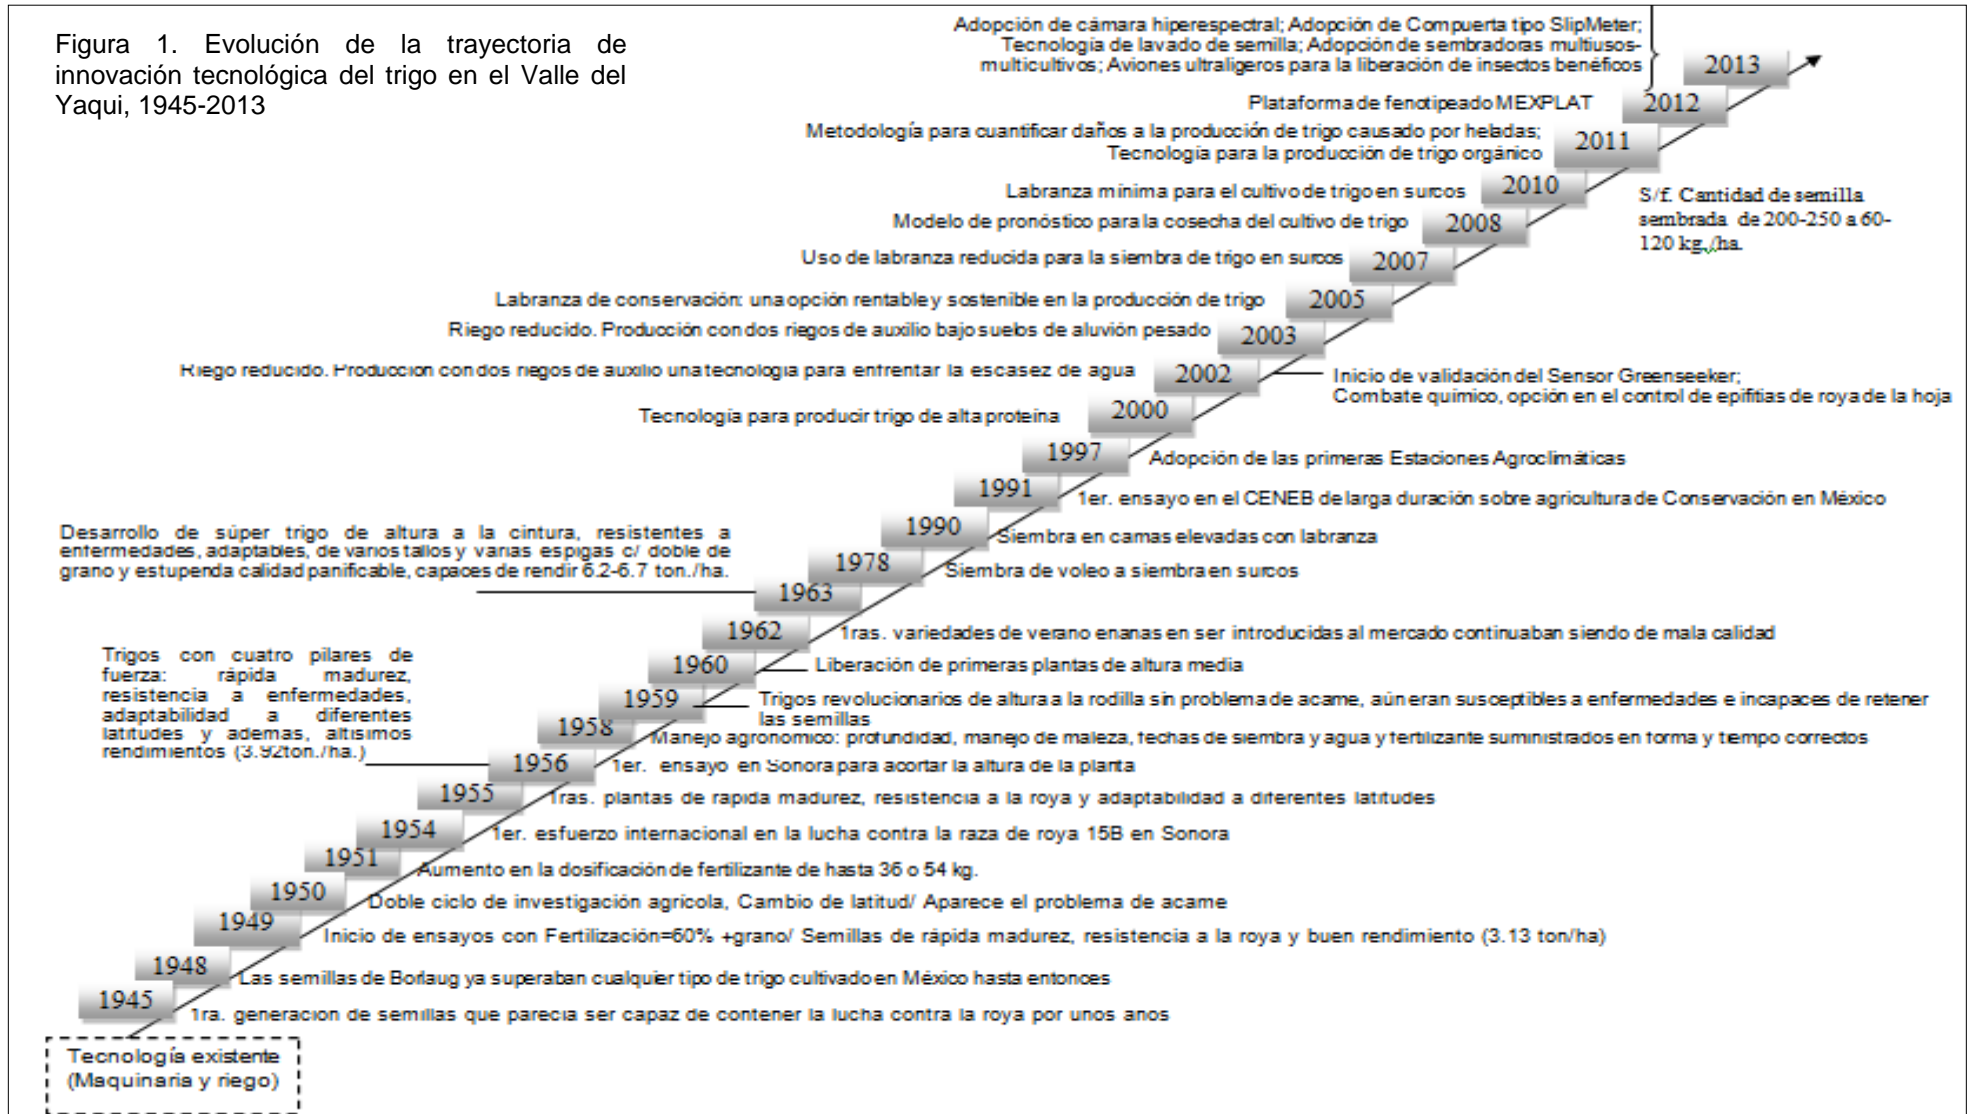 Figura 1. Evolución de la trayectoria de
innovación tecnológica del trigo en el Valle del
Yaqui, 1945-2013
Adopción de cámara hiperespectral; Adopción de Compuerta tipo SlipMeter;
Tecnología de lavado de semilla; Adopción de sembradoras multiusos-
multicultivos; Aviones ultraligeros para la liberación de insectos benéficos
2013
Plataforma de fenotipeado MEXPLAT
2012
Metodología para cuantificar daños a la producción de trigo causado por heladas;
Tecnología para la producción de trigo orgánico
2011
Labranza mínima para el cultivo de trigo en surcos
2010
S/f. Cantidad de semilla
sembrada de 200-250 a 60-
120 kg,/ha.
Modelo de pronóstico para la cosecha del cultivo de trigo
2008
Uso de labranza reducida para la siembra de trigo en surcos
2007
Labranza de conservación: una opción rentable y sostenible en la producción de trigo
2005
Riego reducido. Producción con dos riegos de auxilio bajo suelos de aluvión pesado
2003
Riego reducido. Producción con dos riegos de auxilio una tecnología para enfrentar la escasez de agua
2002
Inicio de validación del Sensor Greenseeker;
Combate químico, opción en el control de epifitias de roya de la hoja
Tecnología para producir trigo de alta proteína
2000
1997
Adopción de las primeras Estaciones Agroclimáticas
1991
1er. ensayo en el CENEB de larga duración sobre agricultura de Conservación en México
1990
Siembra en camas elevadas con labranza
Desarrollo de súper trigo de altura a la cintura, resistentes a
enfermedades, adaptables, de varios tallos y varias espigas c/ doble de
grano y estupenda calidad panificable, capaces de rendir 6.2-6.7 ton./ha.
1978
Siembra de voleo a siembra en surcos
1963
1962
1ras. variedades de verano enanas en ser introducidas al mercado continuaban siendo de mala calidad
Trigos con cuatro pilares de
fuerza: rápida madurez,
resistencia a enfermedades,
adaptabilidad a diferentes
latitudes y ademas, altísimos
rendimientos (3.92ton./ha.)
1960
Liberación de primeras plantas de altura media
1959
Trigos revolucionarios de altura a la rodilla sin problema de acame, aún eran susceptibles a enfermedades e incapaces de retener
las semillas
1958
Manejo agronómico: profundidad, manejo de maleza, fechas de siembra y agua y fertilizante suministrados en forma y tiempo correctos
1956
1er. ensayo en Sonora para acortar la altura de la planta
1955
1ras. plantas de rapida madurez, resistencia a la roya y adaptabilidad a diferentes latitudes
1954
1er. esfuerzo internacional en la lucha contra la raza de roya 15B en Sonora
1951
Aumento en la dosificación de fertilizante de hasta 36 o 54 kg.
1950
Doble ciclo de investigación agrícola, Cambio de latitud/ Aparece el problema de acame
1949
Inicio de ensayos con Fertilización=60% +grano/ Semillas de rápida madurez, resistencia a la roya y buen rendimiento (3.13 ton/ha)
1948
Las semillas de Borlaug ya superaban cualquier tipo de trigo cultivado en México hasta entonces
1945
1ra. generacion de semillas que parecia ser capaz de contener la lucha contra la roya por unos anos
Tecnología existente
(Maquinaria y riego)